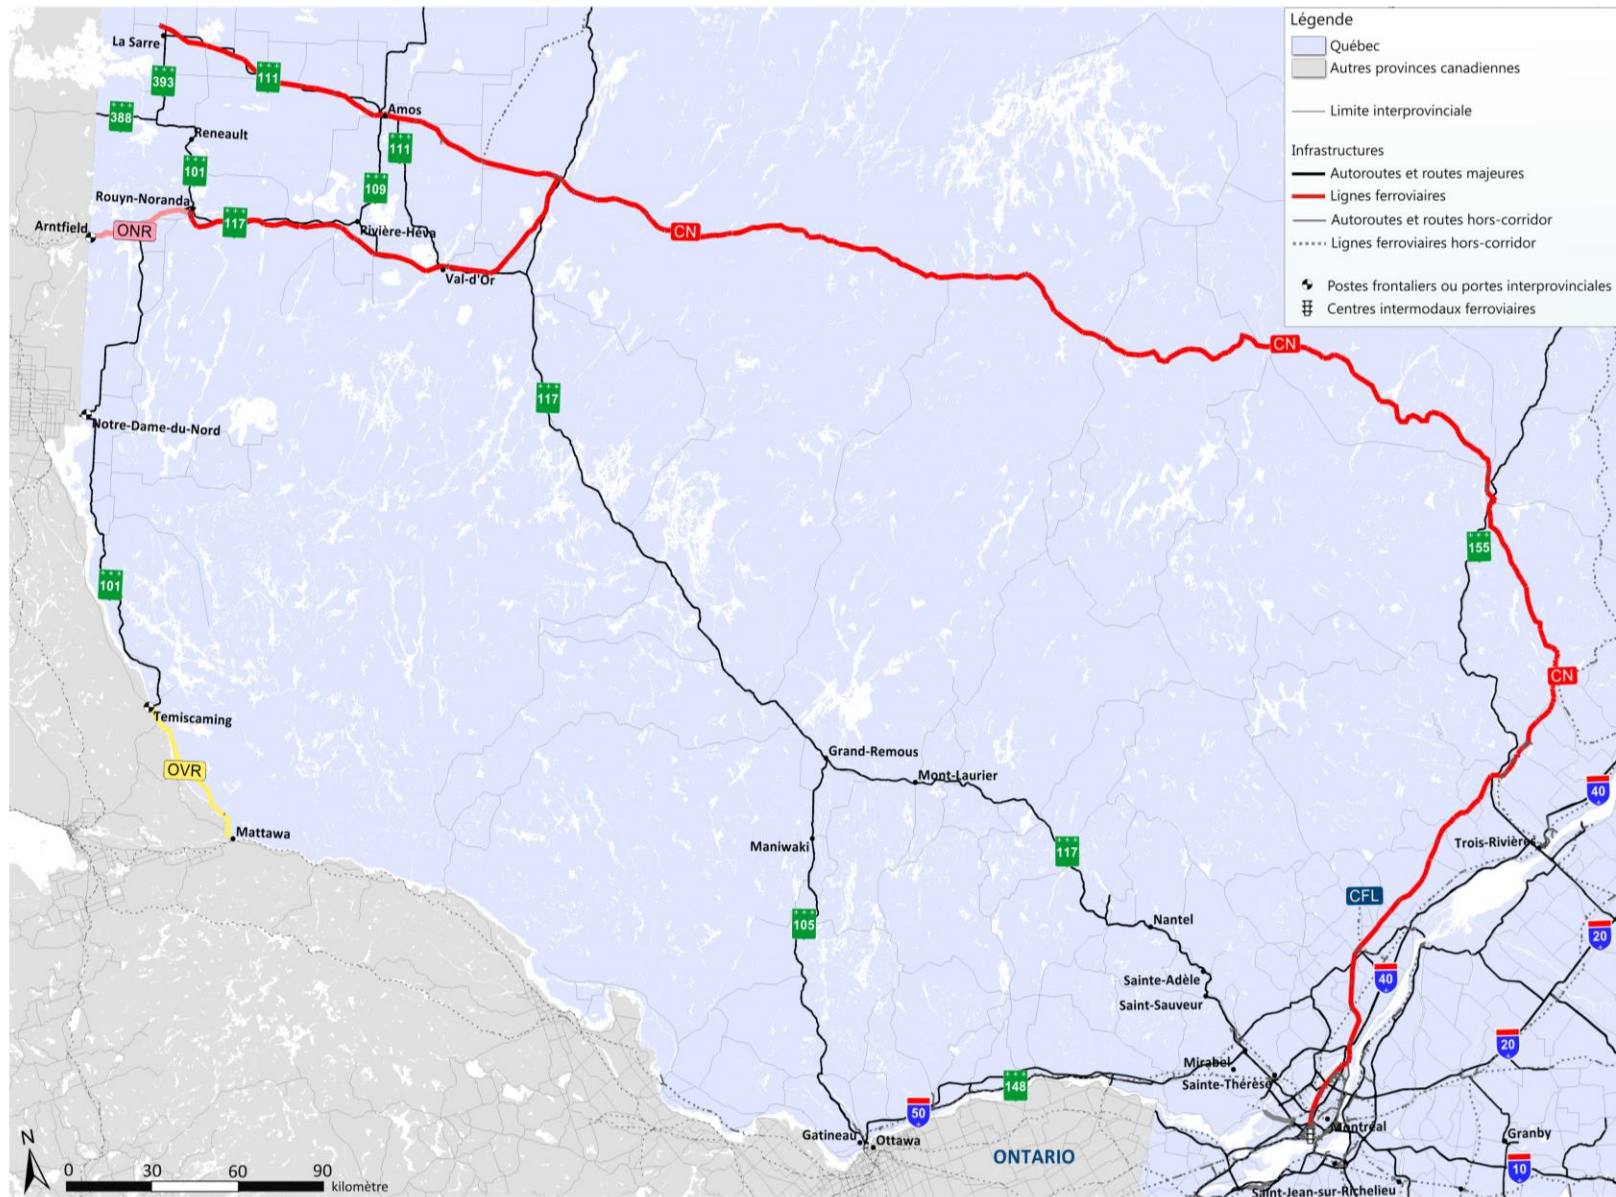 Légende
Québec
Autres provinces canadiennes
Limite interprovinciale
Infrastructures
Autoroutes et routes majeures
Lignes ferroviaires
Autoroutes et routes hors-corridor
Lignes ferroviaires hors-corridor
Postes frontaliers ou portes interprovinciales
Centres intermodaux ferroviaires
La Sarre
393
111
388
Amos
Reneault
111
101
109
Rouyn-Noranda
Arntfield
ONR
117
Rivière-Héva
CN
Val-d'Or
CN
117
Notre-Dame-du-Nord
155
101
CN
Temiscaming
OVR
Grand-Remous
Mont-Laurier
40
Mattawa
Maniwaki
117
Trois-Rivières
CFL
105
Nantel
20
Sainte-Adèle
40
Saint-Sauveur
20
Mirabel
Sainte-Thérèse
148
50
Gatineau
Ottawa
Montréal
Granby
ONTARIO
10
Saint-Jean-sur-Richelieu
N
0 30 60 90
kilomètre